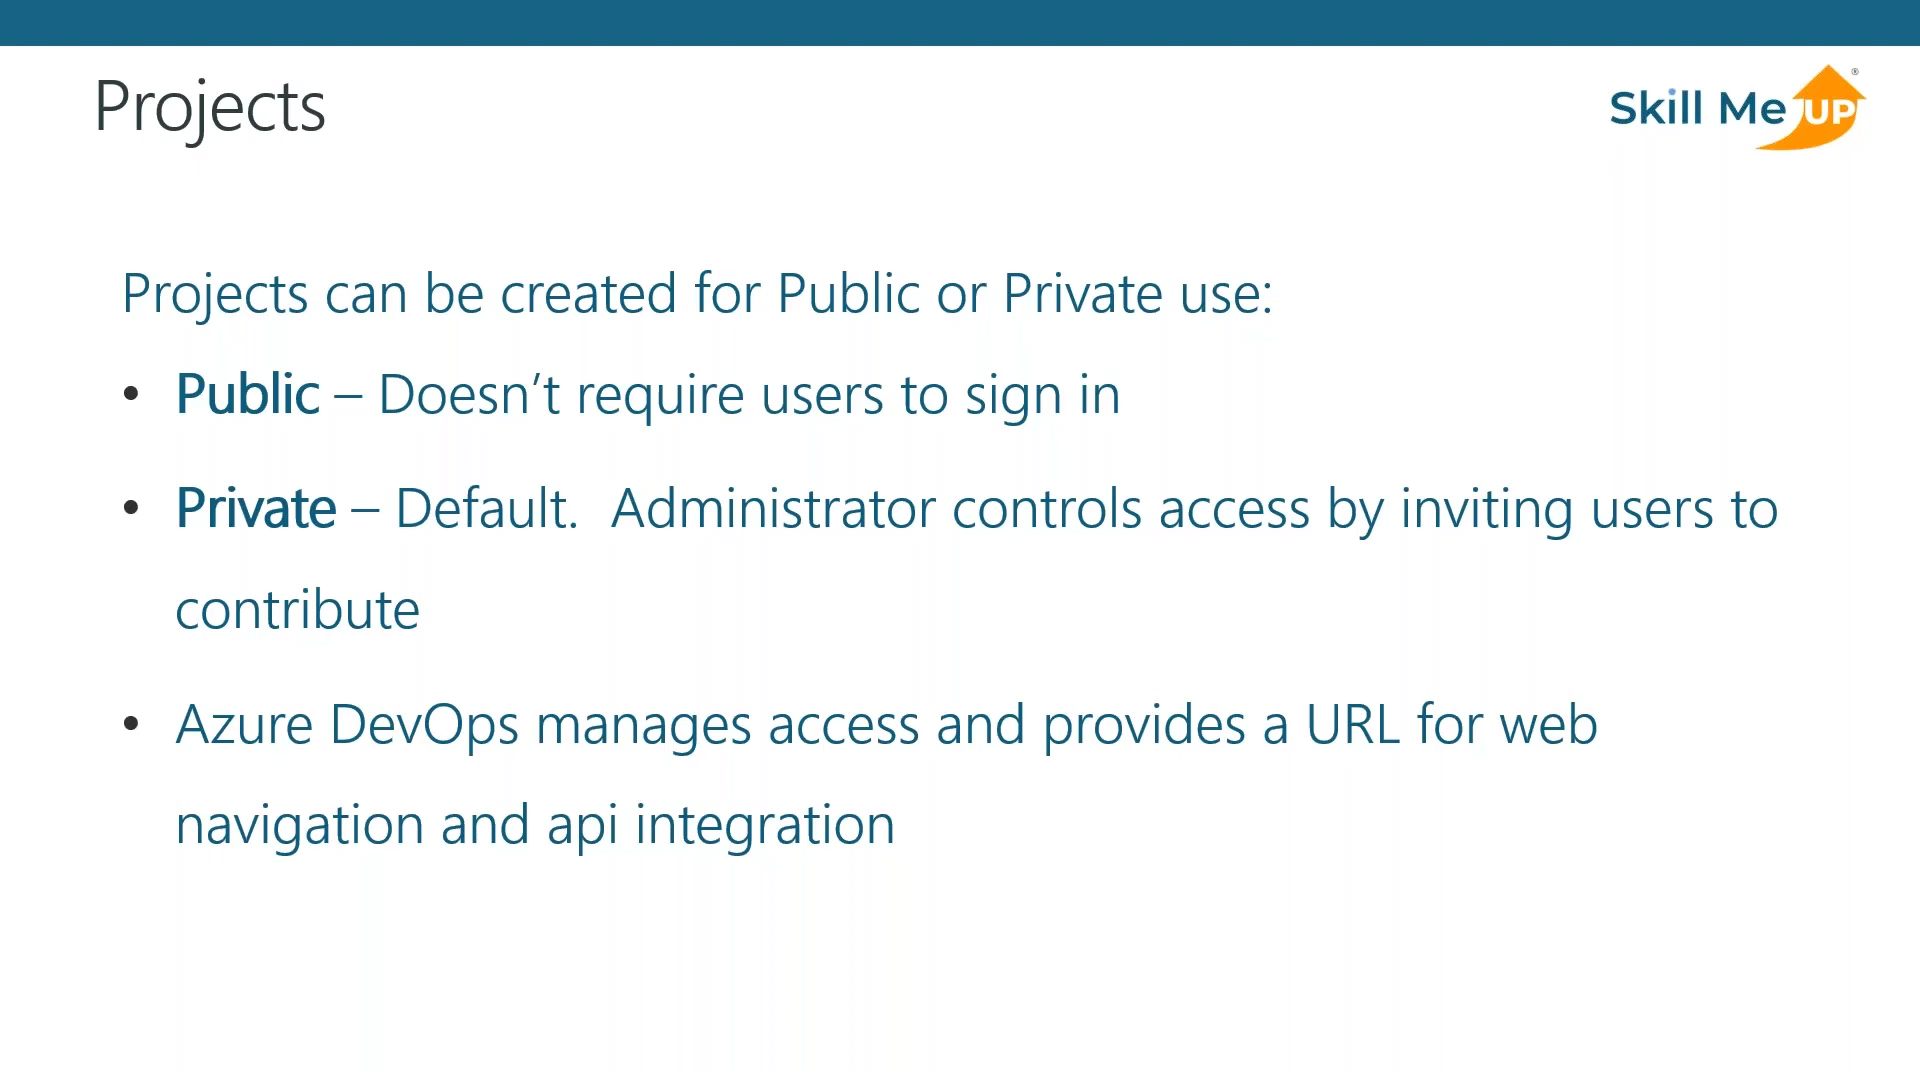 Projects
Skill Me UP®
Projects can be created for Public or Private use:
• Public – Doesn’t require users to sign in
• Private – Default.  Administrator controls access by inviting users to
contribute
• Azure DevOps manages access and provides a URL for web
navigation and api integration